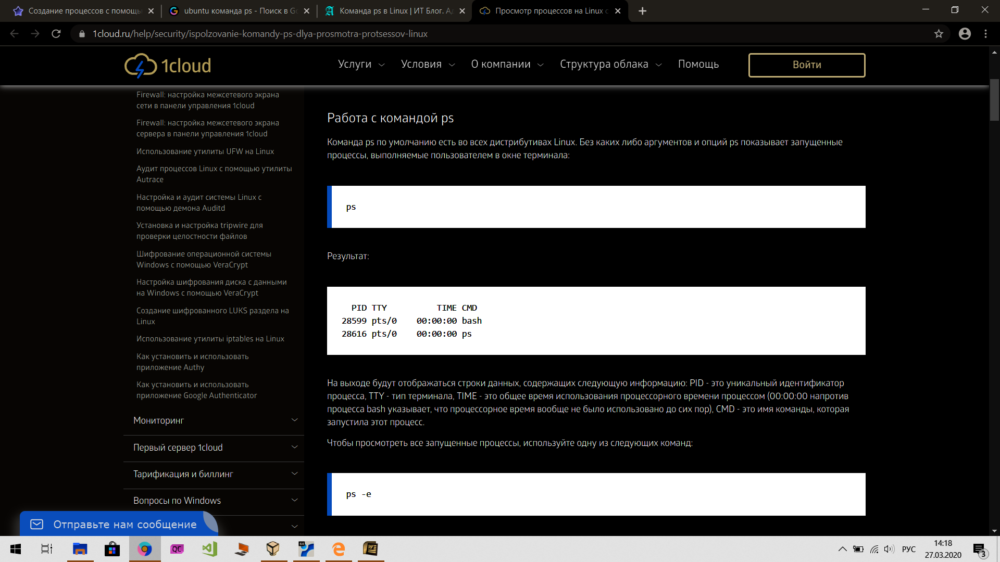 Создание процессов с помощь
ubuntu команда ps - Поиск в Go
Команда ps в Linux | ИТ Блог. Ад
Просмотр процессов на Linux с
1cloud.ru/help/security/ispolzovanie-komandy-ps-dlya-prosmotra-protsessov-linux
1cloud
Услуги
Условия
О компании
Структура облака
Помощь
Войти
Firewall: настройка межсетевого экрана
сети в панели управления 1cloud
Firewall: настройка межсетевого экрана
сервера в панели управления 1cloud
Использование утилиты UFW на Linux
Аудит процессов Linux с помощью утилиты
Autrace
Настройка и аудит системы Linux с
помощью демона Auditd
Установка и настройка tripwire для
проверки целостности файлов
Шифрование операционной системы
Windows с помощью VeraCrypt
Настройка шифрования диска с данными
на Windows с помощью VeraCrypt
Создание шифрованного LUKS раздела на
Linux
Использование утилиты iptables на Linux
Как установить и использовать
приложение Authy
Как установить и использовать
приложение Google Authenticator
Мониторинг
Первый сервер 1cloud
Тарификация и биллинг
Вопросы по Windows
Отправьте нам сообщение
Работа с командой ps
Команда ps по умолчанию есть во всех дистрибутивах Linux. Без каких либо аргументов и опций ps показывает запущенные
процессы, выполняемые пользователем в окне терминала:
ps
Результат:
PID TTY          TIME CMD
28599 pts/0    00:00:00 bash
28616 pts/0    00:00:00 ps
На выходе будут отображаться строки данных, содержащих следующую информацию: PID - это уникальный идентификатор
процесса, TTY - тип терминала, TIME - это общее время использования процессорного времени процессом (00:00:00 напротив
процесса bash указывает, что процессорное время вообще не было использовано до сих пор), CMD - это имя команды, которая
запустила этот процесс.
Чтобы просмотреть все запущенные процессы, используйте одну из следующих команд:
ps -e
QC
64
W
РУС
14:18
27.03.2020
3